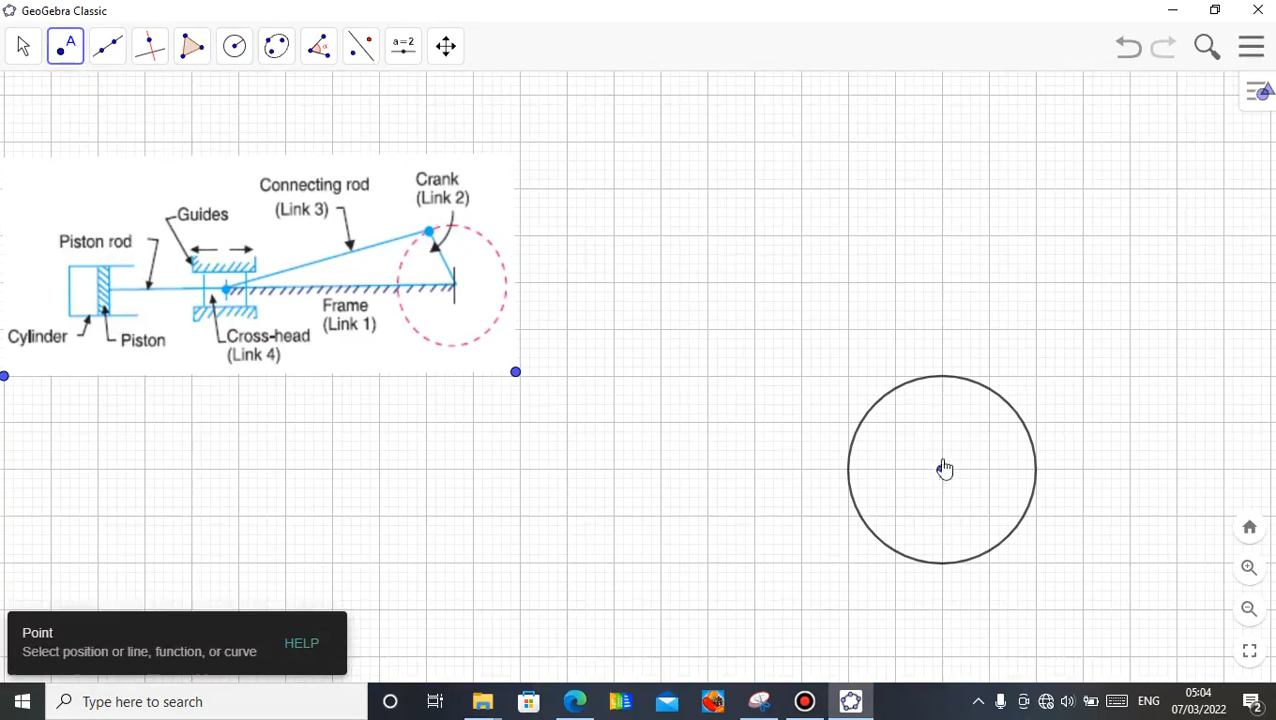 GeoGebra Classic
A
a=2
Connecting rod
(Link 3)
Crank
(Link 2)
Guides
Piston rod
Frame
(Link 1)
Cylinder
Piston
Cross-head
(Link 4)
Point
Select position or line, function, or curve
HELP
Type here to search
ENG
05:04
07/03/2022
2